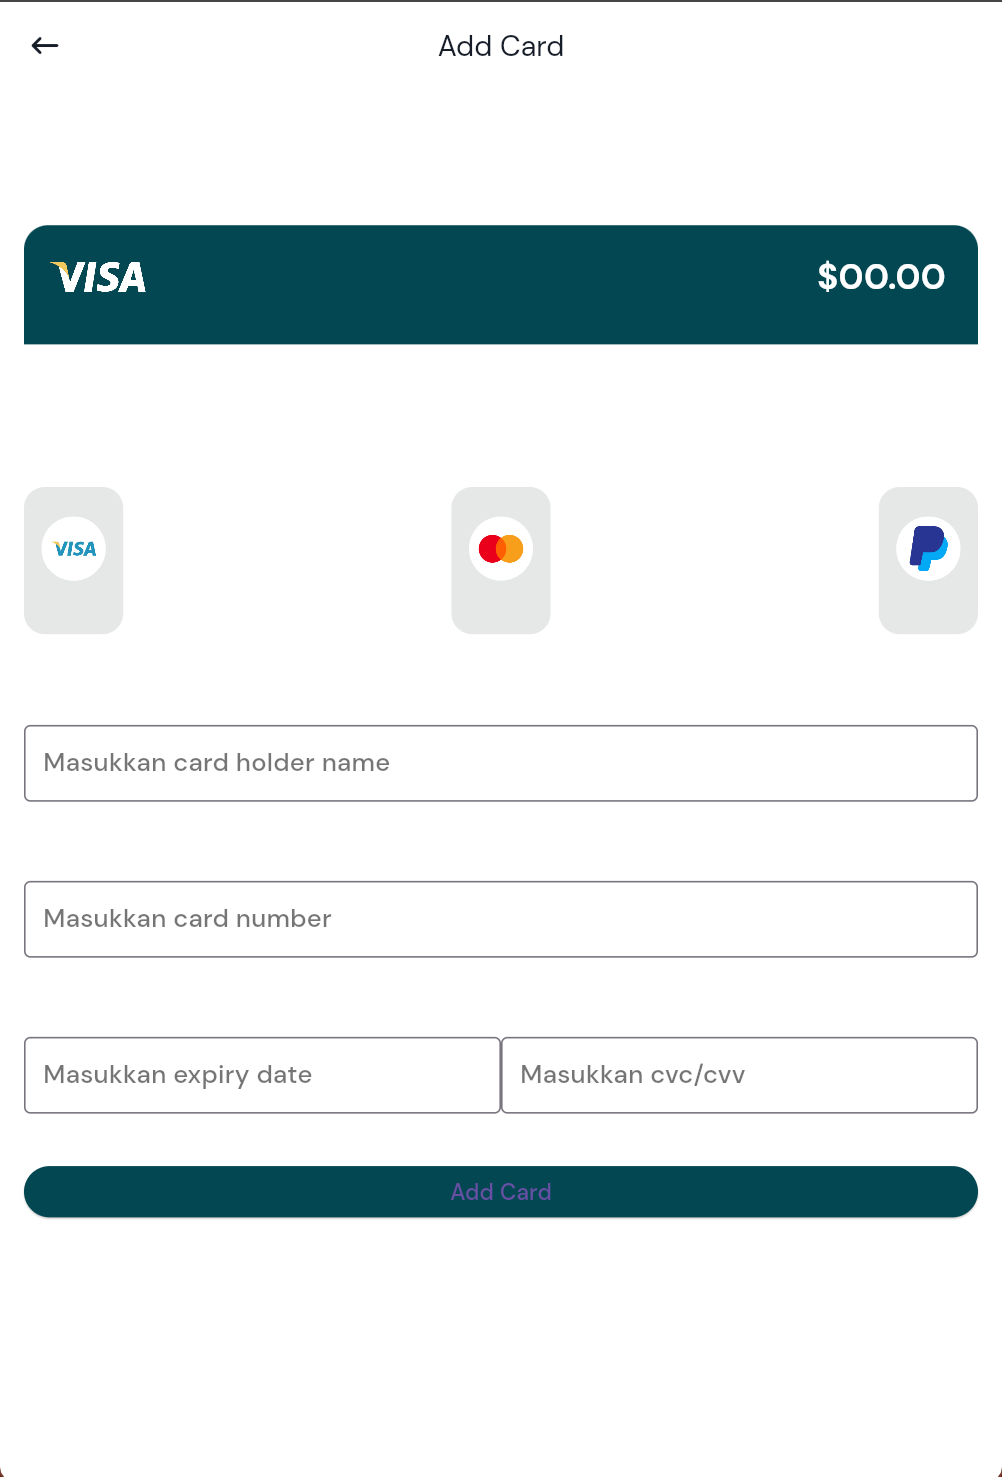 Add Card
VISA
$00.00
VISA
Masukkan card holder name
Masukkan card number
Masukkan expiry date
Masukkan cvc/cvv
Add Card